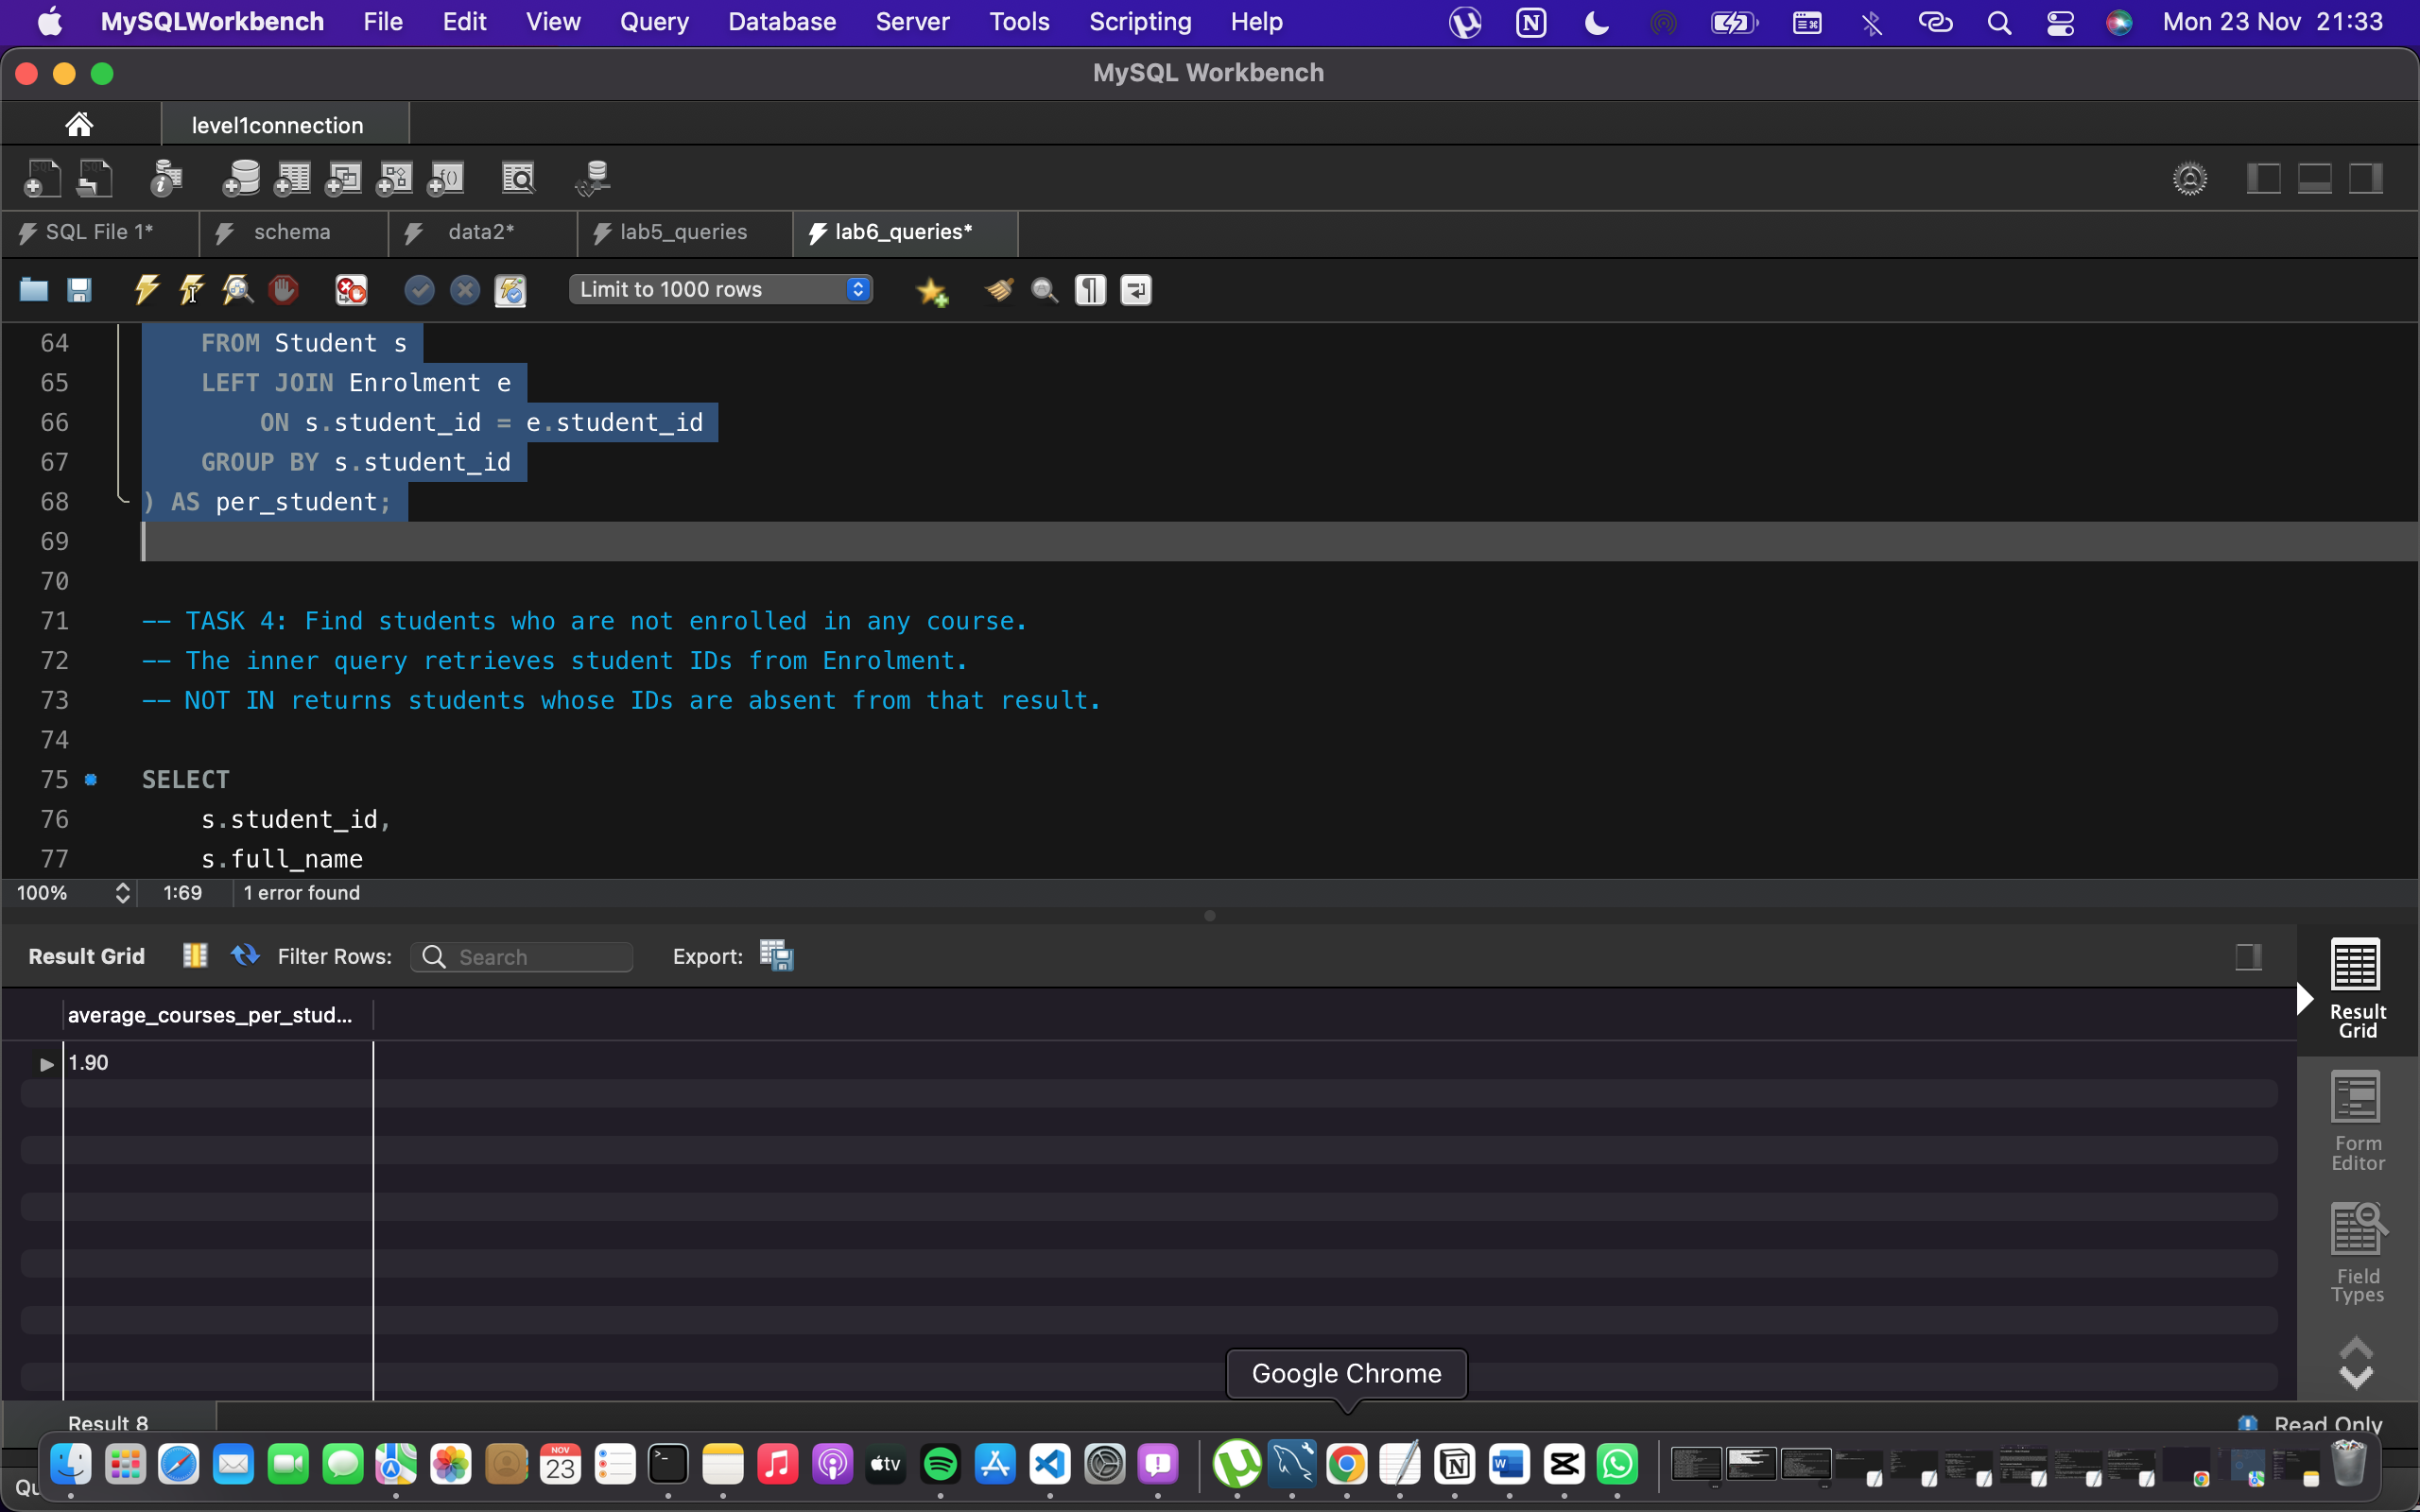 MySQLWorkbench File Edit View Query Database Server Tools Scripting Help Mon 23 Nov 21:33
MySQL Workbench
level1connection
SQL File 1* schema data2* lab5_queries lab6_queries*
Limit to 1000 rows
64 FROM Student s
65 LEFT JOIN Enrolment e
66 ON s.student_id = e.student_id
67 GROUP BY s.student_id
68 ) AS per_student;
69
70
71 -- TASK 4: Find students who are not enrolled in any course.
72 -- The inner query retrieves student IDs from Enrolment.
73 -- NOT IN returns students whose IDs are absent from that result.
74
75 SELECT
76 s.student_id,
77 s.full_name
100% 1:69 1 error found
Result Grid Filter Rows: Search Export:
average_courses_per_stud...
1.90
Result
Grid
Form
Editor
Field
Types
Google Chrome
Result 8 Read Only
NOV
23
tv
Qu